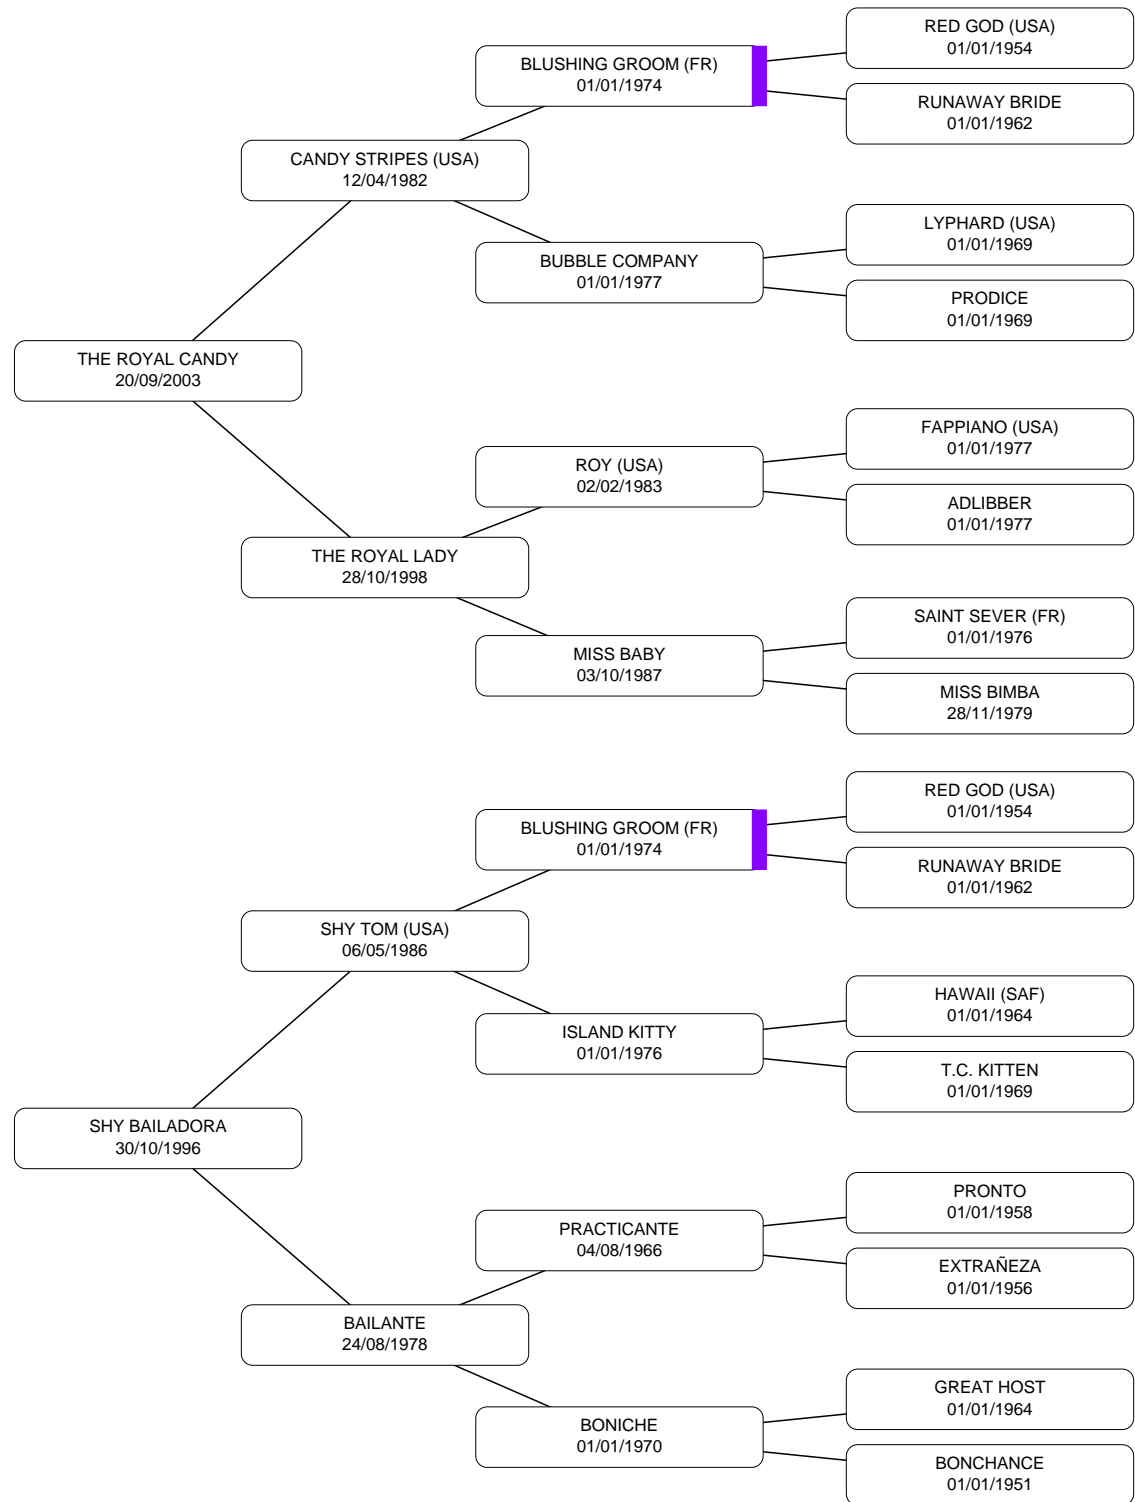 RED GOD (USA)
01/01/1954
BLUSHING GROOM (FR)
01/01/1974
RUNAWAY BRIDE
01/01/1962
CANDY STRIPES (USA)
12/04/1982
LYPHARD (USA)
01/01/1969
BUBBLE COMPANY
01/01/1977
PRODICE
01/01/1969
THE ROYAL CANDY
20/09/2003
FAPPIANO (USA)
01/01/1977
ROY (USA)
02/02/1983
ADLIBBER
01/01/1977
THE ROYAL LADY
28/10/1998
SAINT SEVER (FR)
01/01/1976
MISS BABY
03/10/1987
MISS BIMBA
28/11/1979
RED GOD (USA)
01/01/1954
BLUSHING GROOM (FR)
01/01/1974
RUNAWAY BRIDE
01/01/1962
SHY TOM (USA)
06/05/1986
HAWAII (SAF)
01/01/1964
ISLAND KITTY
01/01/1976
T.C. KITTEN
01/01/1969
SHY BAILADORA
30/10/1996
PRONTO
01/01/1958
PRACTICANTE
04/08/1966
EXTRAÑEZA
01/01/1956
BAILANTE
24/08/1978
GREAT HOST
01/01/1964
BONICHE
01/01/1970
BONCHANCE
01/01/1951